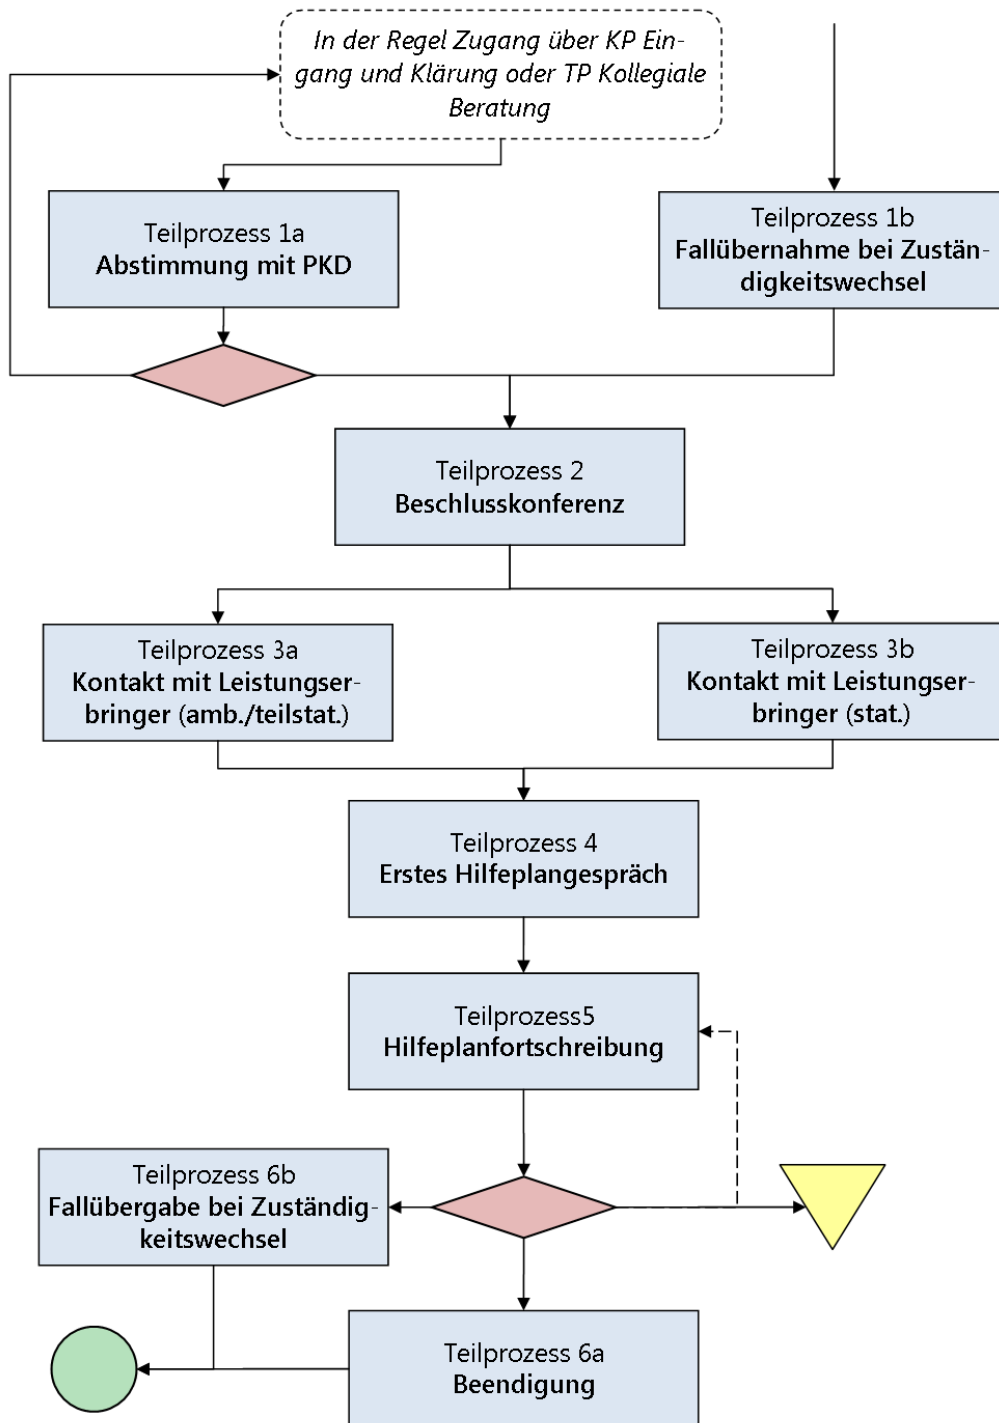 In der Regel Zugang über KP Ein-
gang und Klärung oder TP Kollegiale
Beratung
Teilprozess 1a
Abstimmung mit PKD
Teilprozess 1b
Fallübernahme bei Zustän-
digkeitswechsel
Teilprozess 2
Beschlusskonferenz
Teilprozess 3a
Kontakt mit Leistungser-
bringer (amb./teilstat.)
Teilprozess 3b
Kontakt mit Leistungser-
bringer (stat.)
Teilprozess 4
Erstes Hilfeplangespräch
Teilprozess5
Hilfeplanfortschreibung
Teilprozess 6b
Fallübergabe bei Zuständig-
keitswechsel
Teilprozess 6a
Beendigung